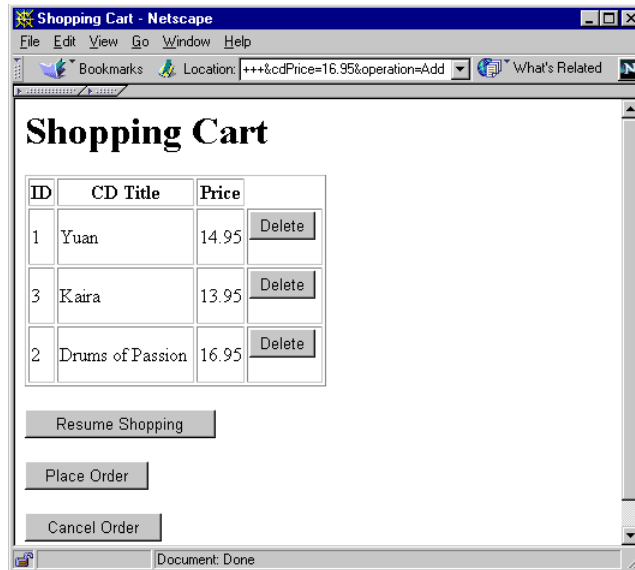 Shopping Cart - Netscape
File Edit View Go Window Help
Bookmarks Location: +++&cdPrice=16.95&operation=Add What's Related N
Shopping Cart
ID CD Title Price
1 Yuan 14.95 Delete
3 Kaira 13.95 Delete
2 Drums of Passion 16.95 Delete
Resume Shopping
Place Order
Cancel Order
Document: Done